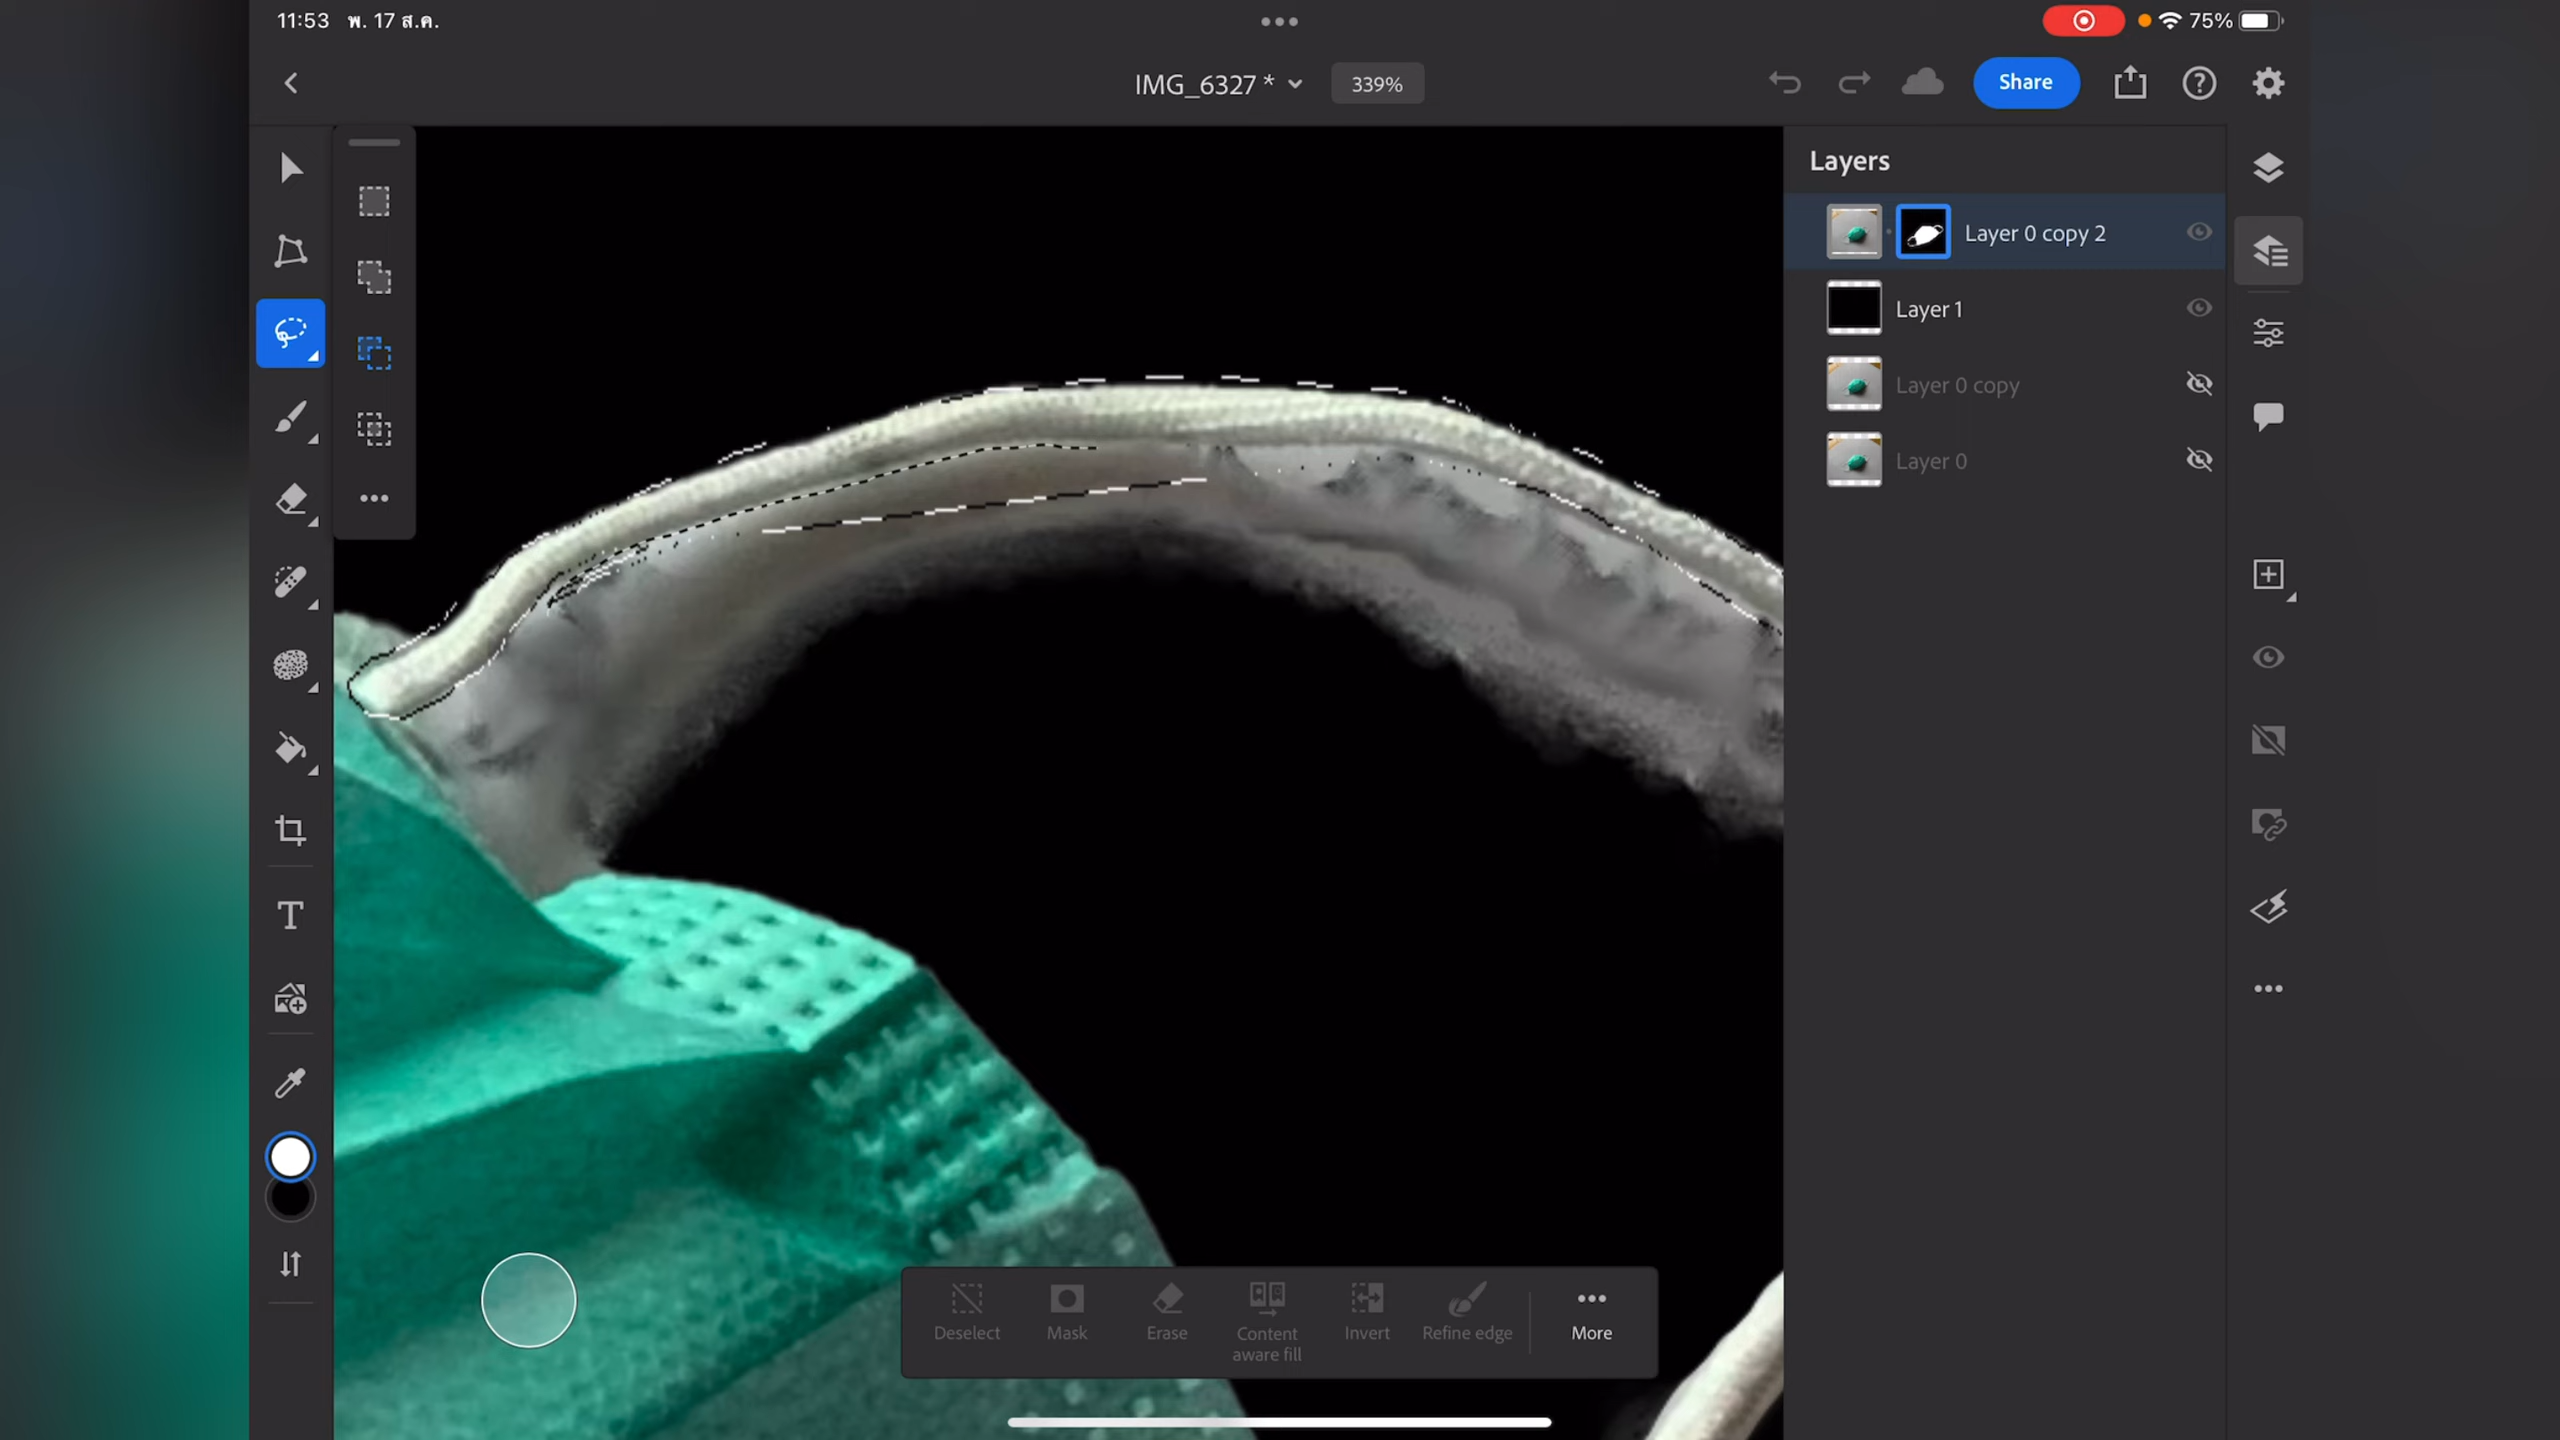 11:53 พ. 17 ส.ค.
75%
IMG_6327 *
339%
Share
Layers
Layer 0 copy 2
Layer 1
Layer 0 copy
Layer 0
T
Deselect
Mask
Erase
Content
aware fill
Invert
Refine edge
More